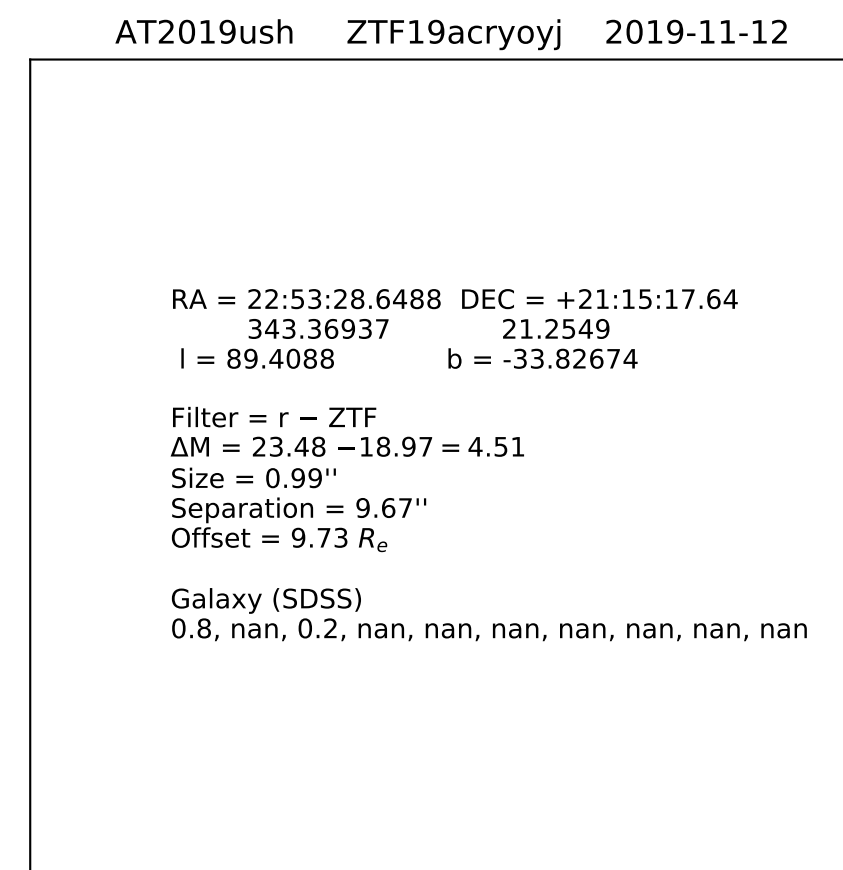 AT2019ush ZTF19acryoyj 2019-11-12
RA = 22:53:28.6488 DEC = +21:15:17.64
343.36937 21.2549
l = 89.4088 b = -33.82674
Filter = r − ZTF
ΔM = 23.48 −18.97 = 4.51
Size = 0.99''
Separation = 9.67''
Offset = 9.73 Re
Galaxy (SDSS)
0.8, nan, 0.2, nan, nan, nan, nan, nan, nan, nan